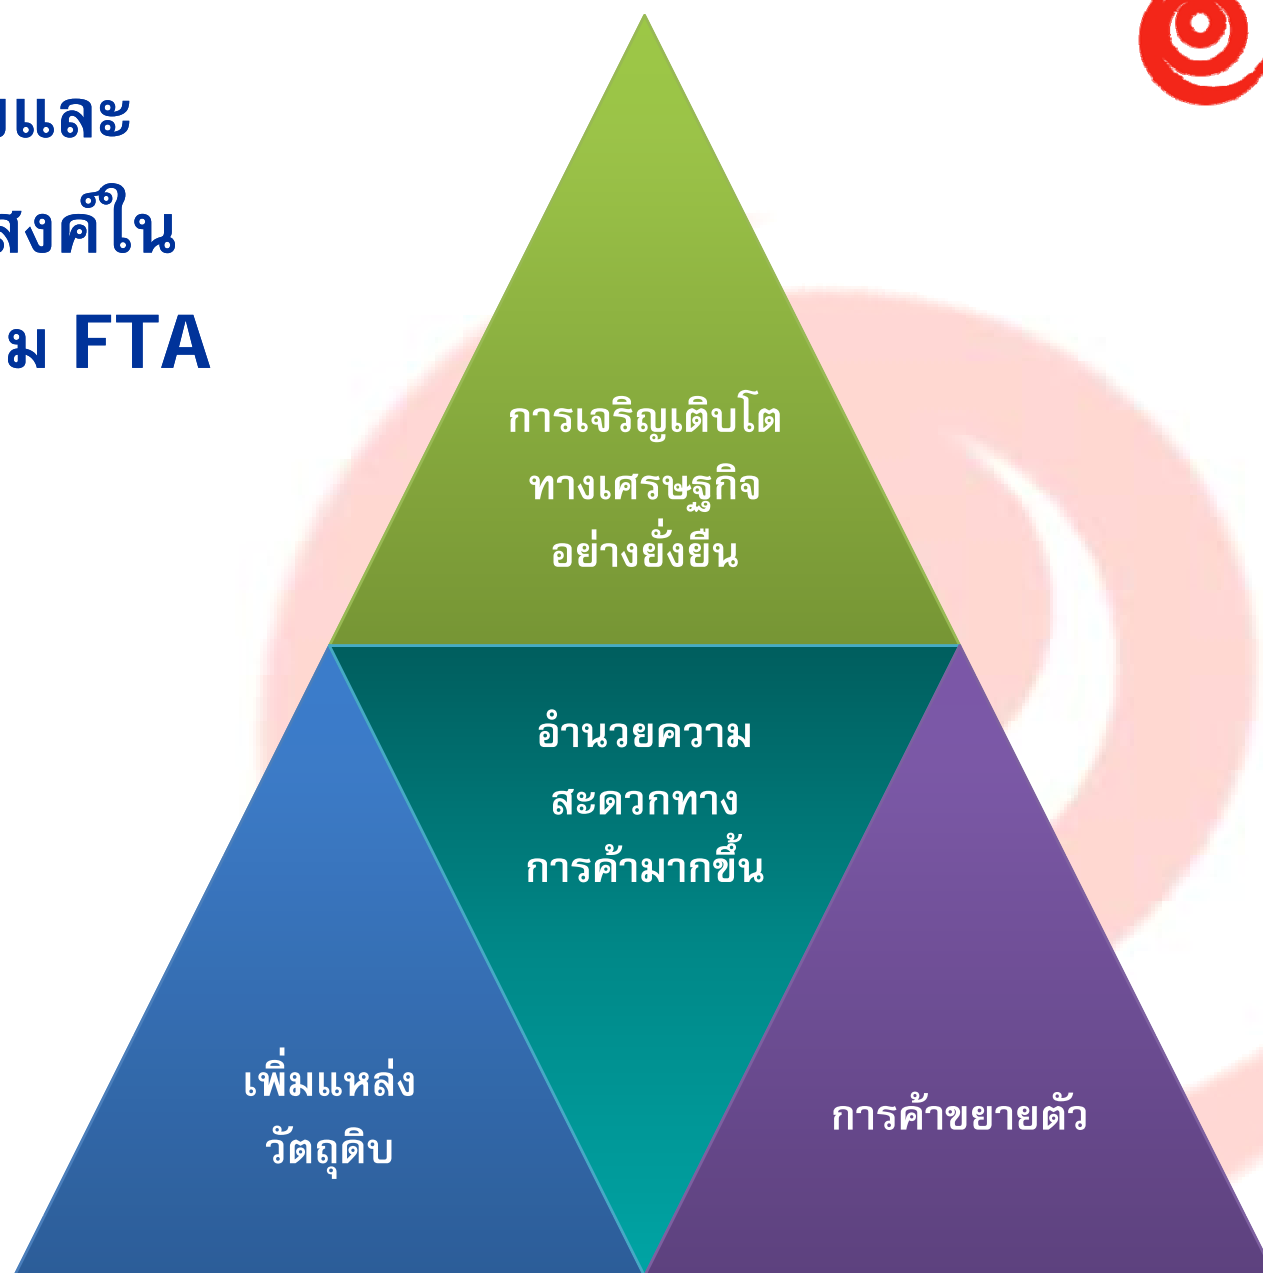 และ
สงค์ใน
ม FTA
การเจริญเติบโต
ทางเศรษฐกิจ
อย่างยั่งยืน
อำนวยความ
สะดวกทาง
การค้ามากขึ้น
เพิ่มแหล่ง
วัตถุดิบ
การค้าขยายตัว